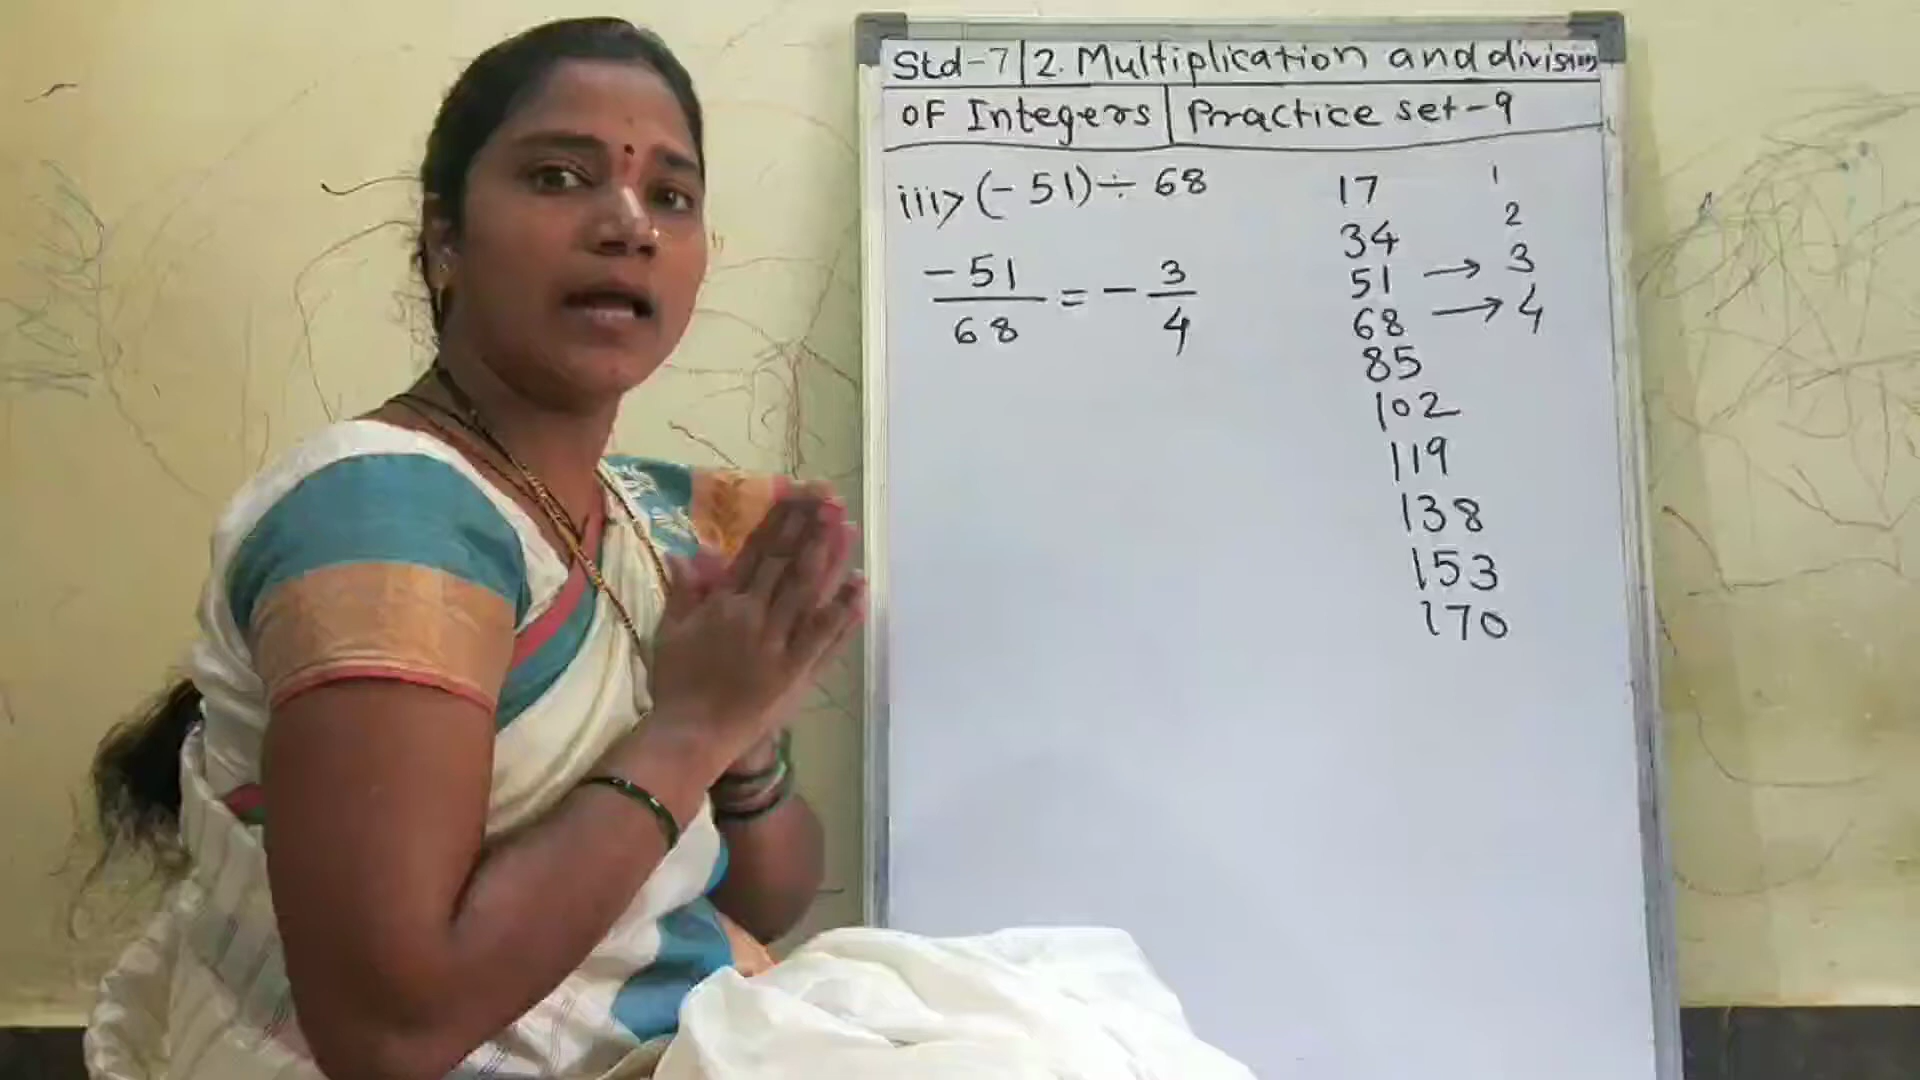 Std-7 | 2. Multiplication and division
of Integers | Practice set-9
iii> (-51) ÷ 68
-51/68 = -3/4
17 1
34 2
51 → 3
68 → 4
85
102
119
138
153
170